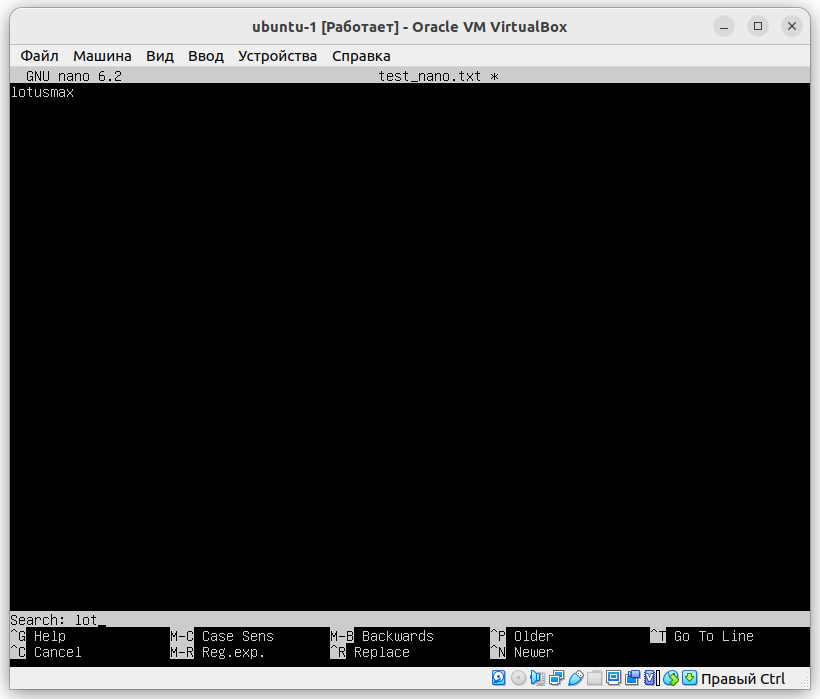 ubuntu-1 [Работает] - Oracle VM VirtualBox
Файл Машина Вид Ввод Устройства Справка
GNU nano 6.2 test_nano.txt *
lotusmax
Search: lot_
^G Help M-C Case Sens M-B Backwards ^P Older ^T Go To Line
^C Cancel M-R Reg.exp. ^R Replace ^N Newer
Правый Ctrl